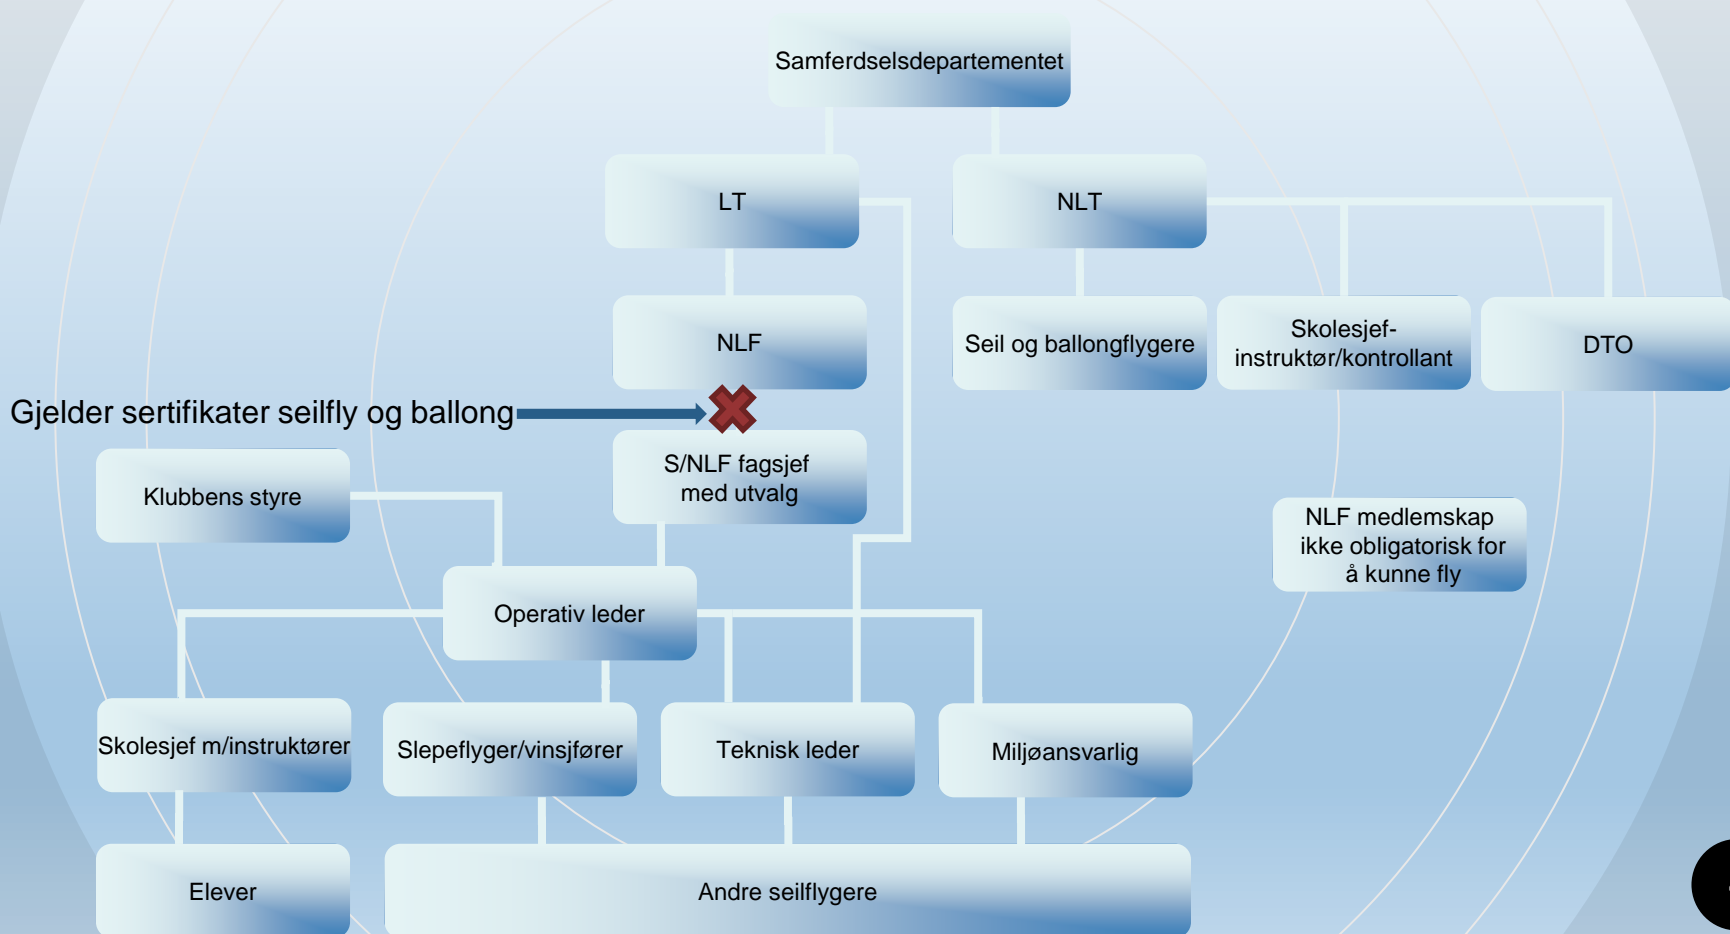 Samferdselsdepartementet
LT
NLT
NLF
Seil og ballongflygere
Skolesjef-
instruktør/kontrollant
DTO
Gjelder sertifikater seilfly og ballong
S/NLF fagsjef
med utvalg
Klubbens styre
NLF medlemskap
ikke obligatorisk for
å kunne fly
Operativ leder
Skolesjef m/instruktører
Slepeflyger/vinsjfører
Teknisk leder
Miljøansvarlig
Elever
Andre seilflygere